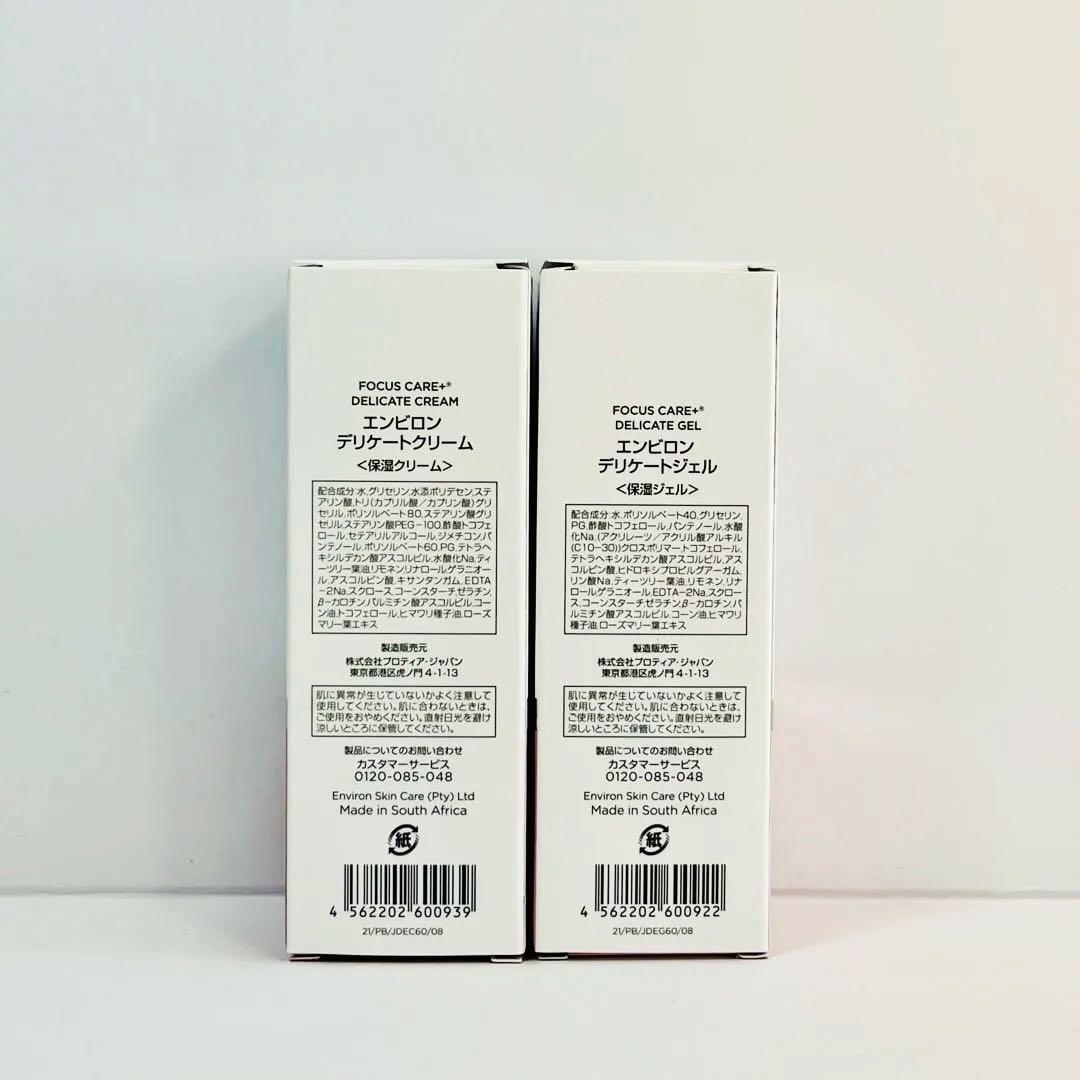 FOCUS CARE+®
DELICATE CREAM
エンビロン
デリケートクリーム
＜保湿クリーム＞
配合成分:水,グリセリン,水添ポリデセン,ステ
アリン酸,トリ(カプリル酸／カプリン酸)グリ
セリル,ポリソルベート80,ステアリン酸グリ
セリル,ステアリン酸PEG-100,酢酸トコフェ
ロール,セテアリルアルコール,ジメチコン,パ
ンテノール,ポリソルベート60,PG,テトラヘ
キシルデカン酸アスコルビル,水酸化Na,ティ
ーツリー葉油,リモネン,リナロールゲラニオー
ル,アスコルビン酸,キサンタンガム,EDTA
-2Na,スクロース,コーンスターチ,ゼラチン,
β-カロチン,パルミチン酸アスコルビル,コー
ン油,トコフェロール,ヒマワリ種子油,ローズ
マリー葉エキス
製造販売元
株式会社プロティア・ジャパン
東京都港区虎ノ門 4-1-13
肌に異常が生じていないかよく注意して
使用してください。肌に合わないときは、
ご使用をおやめください。直射日光を避け
涼しいところに保管してください。
製品についてのお問い合わせ
カスタマーサービス
0120-085-048
Environ Skin Care (Pty) Ltd
Made in South Africa
紙
4 562202 600939
21/PB/JDEC60/08
FOCUS CARE+®
DELICATE GEL
エンビロン
デリケートジェル
＜保湿ジェル＞
配合成分:水,ポリソルベート40,グリセリン,
PG,酢酸トコフェロール,パンテノール,水酸
化Na,(アクリレーツ／アクリル酸アルキル
(C10-30))クロスポリマートコフェロール,
テトラヘキシルデカン酸アスコルビル,アス
コルビン酸,ヒドロキシプロピルグアーガム,
リン酸Na,ティーツリー葉油,リモネン,リナ
ロールゲラニオール,EDTA-2Na,スクロー
ス,コーンスターチ,ゼラチン,β-カロチン,パ
ルミチン酸アスコルビル,コーン油,ヒマワリ
種子油,ローズマリー葉エキス
製造販売元
株式会社プロティア・ジャパン
東京都港区虎ノ門 4-1-13
肌に異常が生じていないかよく注意して
使用してください。肌に合わないときは、
ご使用をおやめください。直射日光を避け
涼しいところに保管してください。
製品についてのお問い合わせ
カスタマーサービス
0120-085-048
Environ Skin Care (Pty) Ltd
Made in South Africa
紙
4 562202 600922
21/PB/JDEG60/08